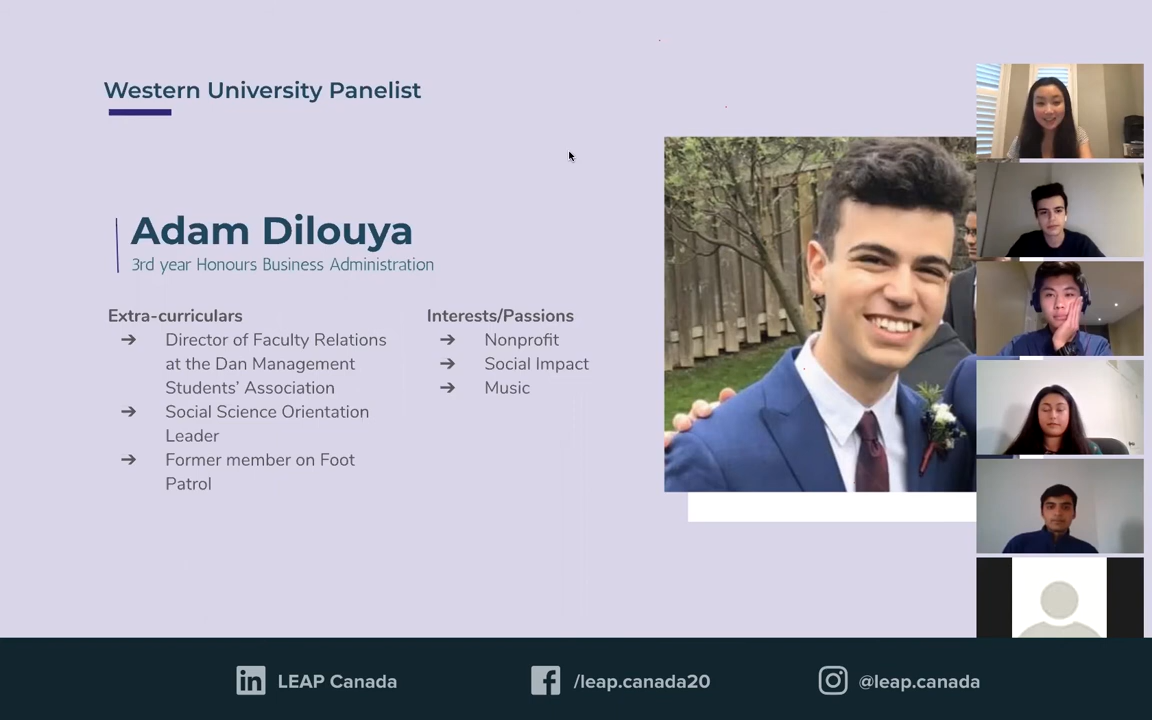 Western University Panelist
Adam Dilouya
3rd year Honours Business Administration
Extra-curriculars
➔ Director of Faculty Relations
at the Dan Management
Students' Association
➔ Social Science Orientation
Leader
➔ Former member on Foot
Patrol
Interests/Passions
➔ Nonprofit
➔ Social Impact
➔ Music
in LEAP Canada
f /leap.canada20
@leap.canada